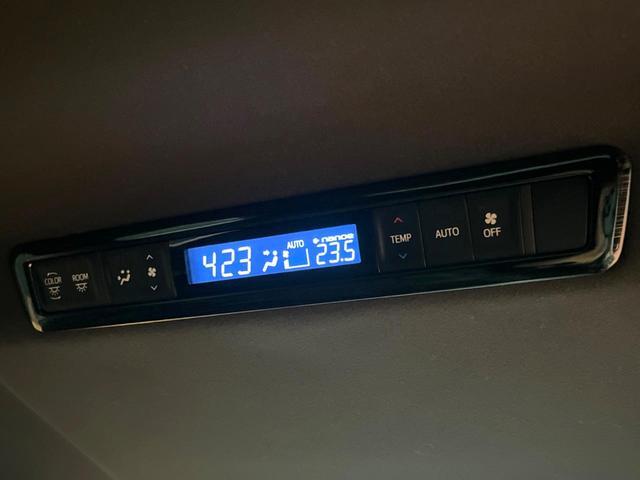 COLOR ROOM
423 AUTO nanoe 23.5
TEMP AUTO OFF